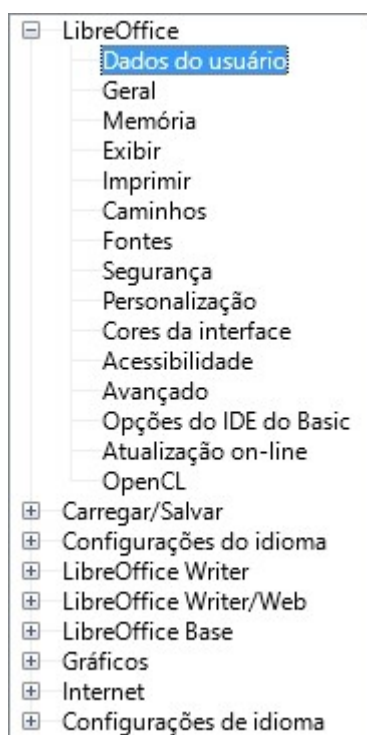 LibreOffice
Dados do usuário
Geral
Memória
Exibir
Imprimir
Caminhos
Fontes
Segurança
Personalização
Cores da interface
Acessibilidade
Avançado
Opções do IDE do Basic
Atualização on-line
OpenCL
Carregar/Salvar
Configurações do idioma
LibreOffice Writer
LibreOffice Writer/Web
LibreOffice Base
Gráficos
Internet
Configurações de idioma